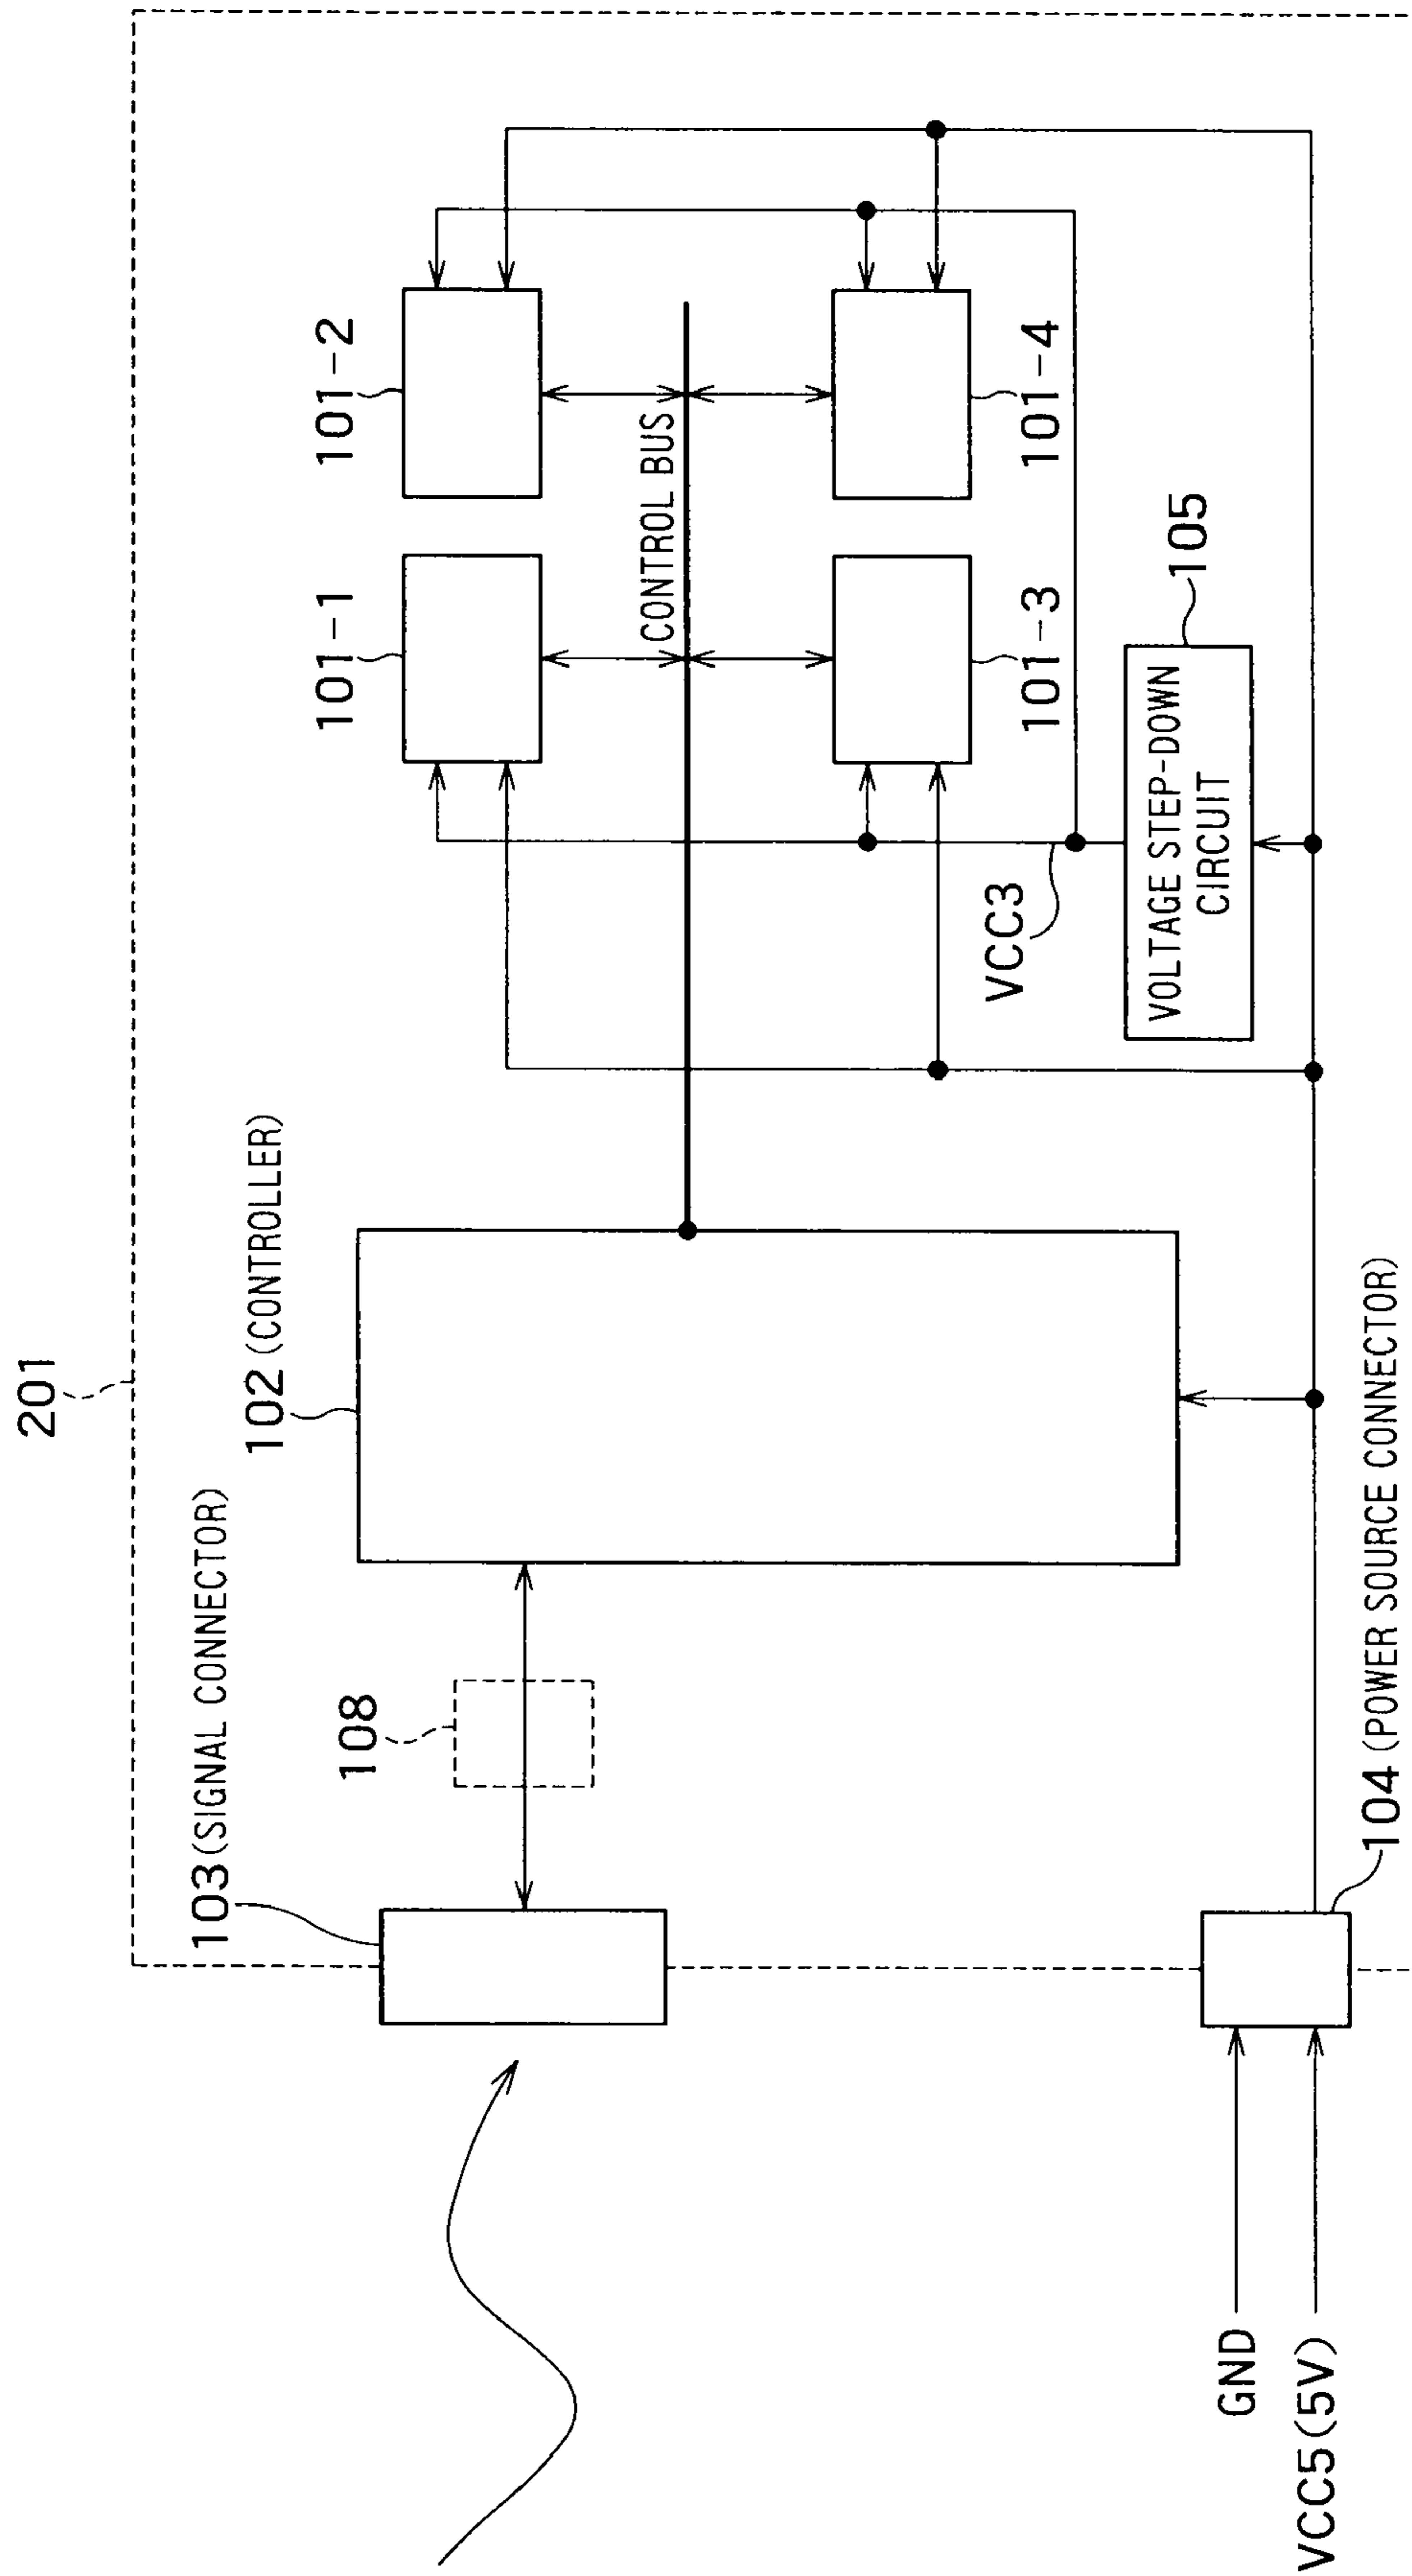 201
103 (SIGNAL CONNECTOR)
102 (CONTROLLER)
101-1
101-2
108
CONTROL BUS
VCC3
101-3
101-4
VOLTAGE STEP-DOWN
CIRCUIT
105
GND
VCC5 (5V)
104 (POWER SOURCE CONNECTOR)